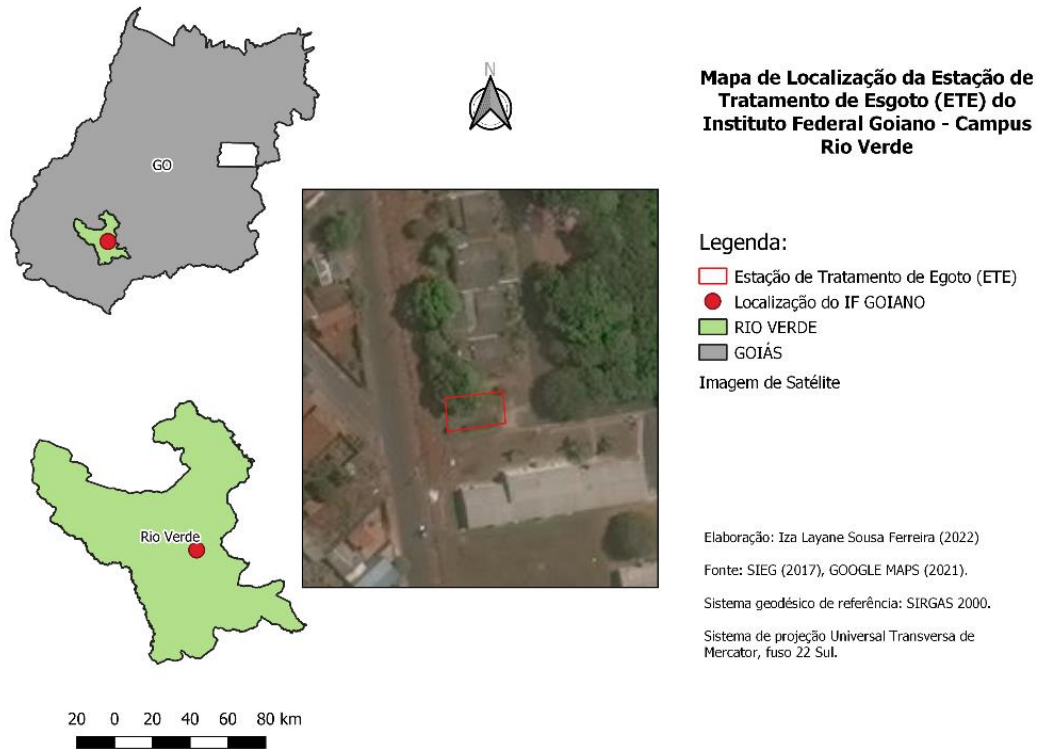 N
Mapa de Localização da Estação de
Tratamento de Esgoto (ETE) do
Instituto Federal Goiano - Campus
Rio Verde
GO
Legenda:
Estação de Tratamento de Egoto (ETE)
Localização do IF GOIANO
RIO VERDE
GOIÁS
Imagem de Satélite
Rio Verde
Elaboração: Iza Layane Sousa Ferreira (2022)
Fonte: SIEG (2017), GOOGLE MAPS (2021).
Sistema geodésico de referência: SIRGAS 2000.
Sistema de projeção Universal Transversa de
Mercator, fuso 22 Sul.
20 0 20 40 60 80 km